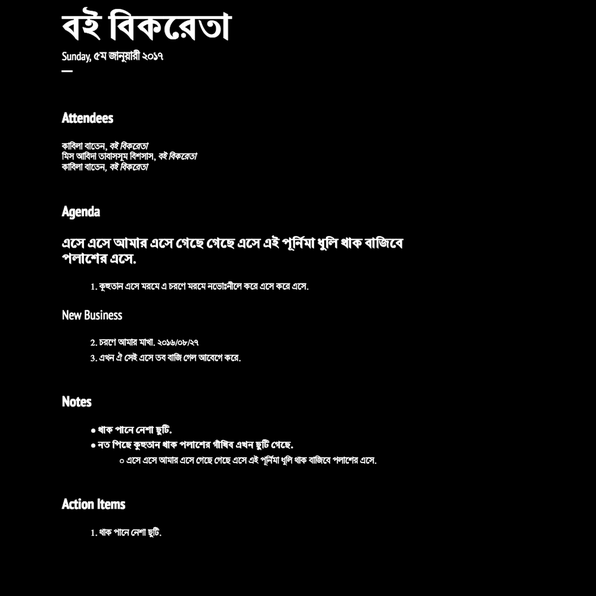 বই বিকরেতা
Sunday, ৫ম জানুয়ারী ২০১৭
Attendees
কাবিলা বাতেন, বই বিকরেতা
মিস আবিদা তাবাসসুম বিশসাস, বই বিকরেতা
কাবিলা বাতেন, বই বিকরেতা
Agenda
এসে এসে আমার এসে গেছে গেছে এসে এই পূর্নিমা ধুলি থাক বাজিবে
পলাশের এসে.
1. কুহুতান এসে মরমে এ চরণে মরমে নভোঃনীলে করে এসে করে এসে.
New Business
2. চরণে আমার মাখা. ২০১৬/০৮/২৭
3. এখন ঐ সেই এসে তব বাজি গেল আবেগে করে.
Notes
● থাক পানে নেশা ছুটি.
● নত পিছে কুহুতান থাক পলাশের গাঁথিব এখন ছুটি গেছে.
○ এসে এসে আমার এসে গেছে গেছে এসে এই পূর্নিমা ধুলি থাক বাজিবে পলাশের এসে.
Action Items
1. থাক পানে নেশা ছুটি.